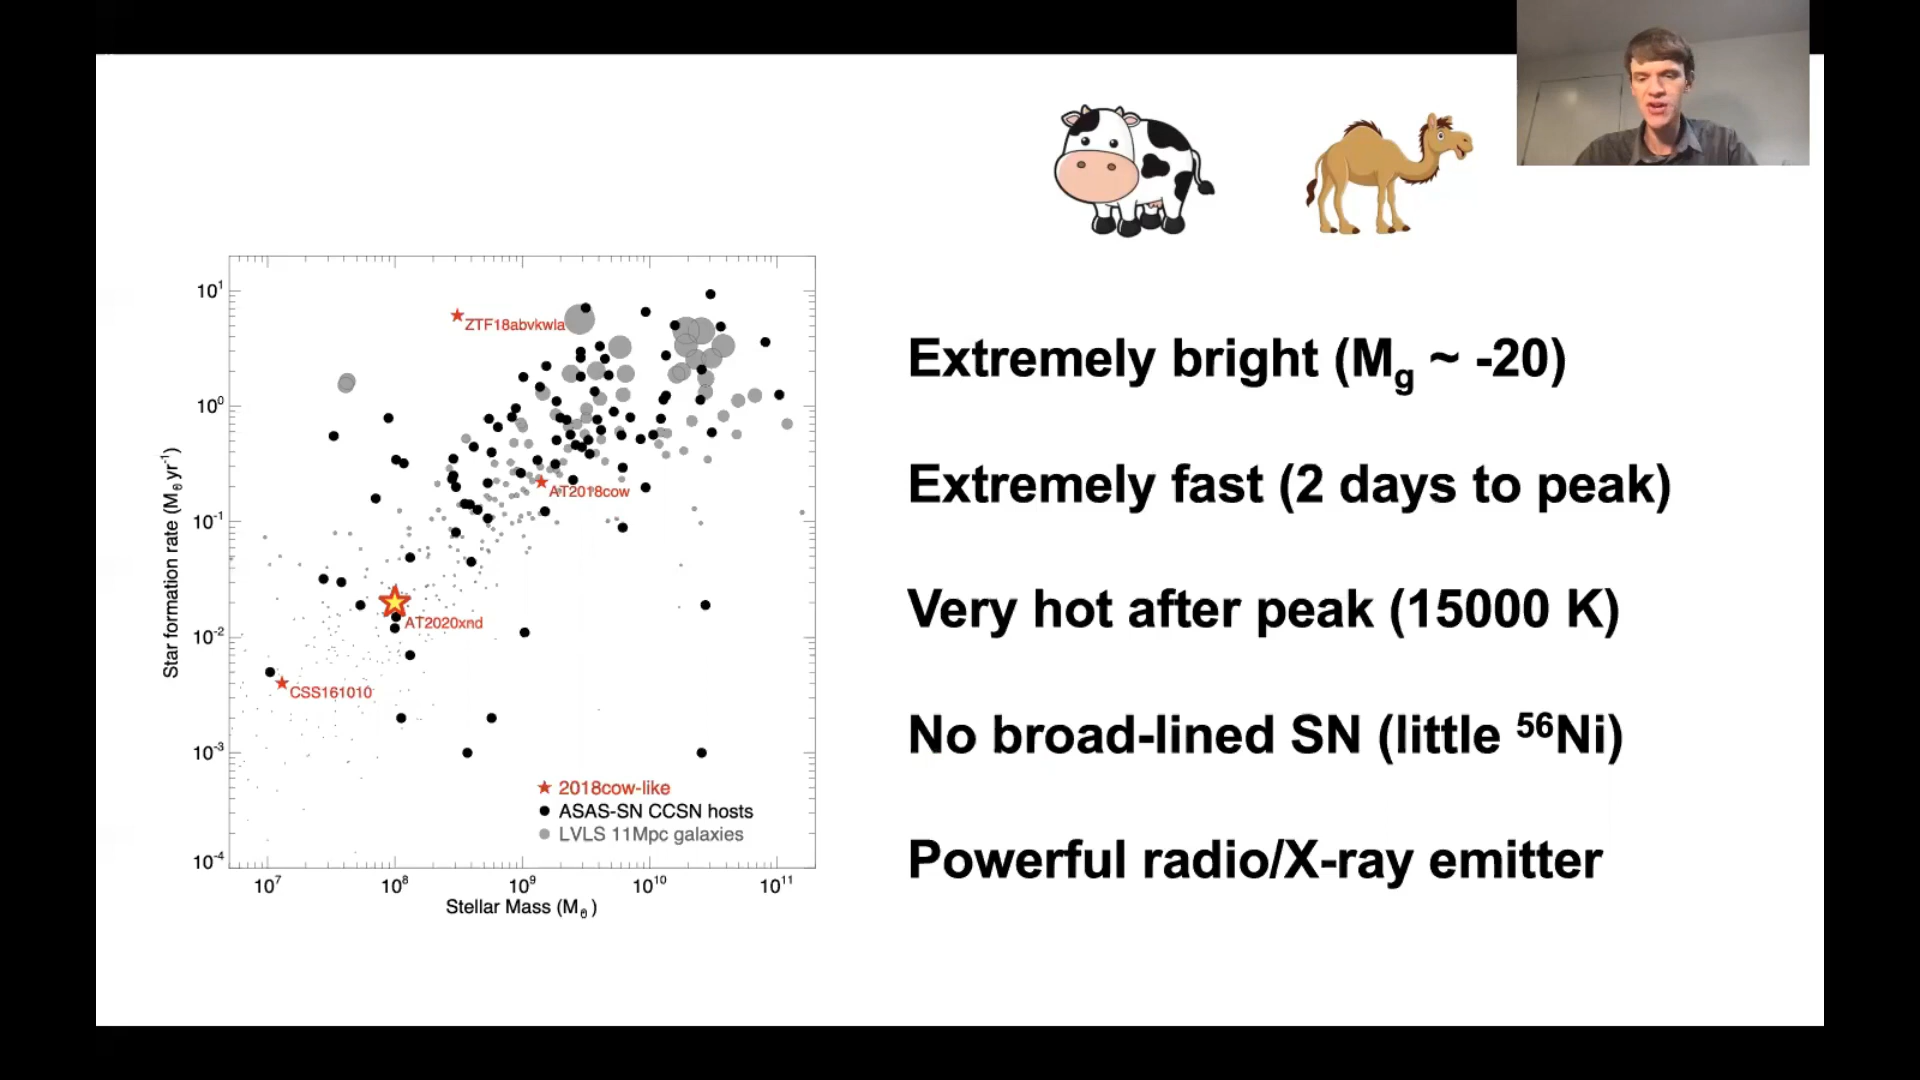 10¹
10⁰
10⁻¹
10⁻²
10⁻³
10⁻⁴
Star formation rate (M☉ yr⁻¹)
ZTF18abvkwla
AT2018cow
AT2020xnd
CSS161010
★ 2018cow-like
● ASAS-SN CCSN hosts
● LVLS 11Mpc galaxies
10⁷ 10⁸ 10⁹ 10¹⁰ 10¹¹
Stellar Mass (M☉)
Extremely bright (Mg ~ -20)
Extremely fast (2 days to peak)
Very hot after peak (15000 K)
No broad-lined SN (little ⁵⁶Ni)
Powerful radio/X-ray emitter